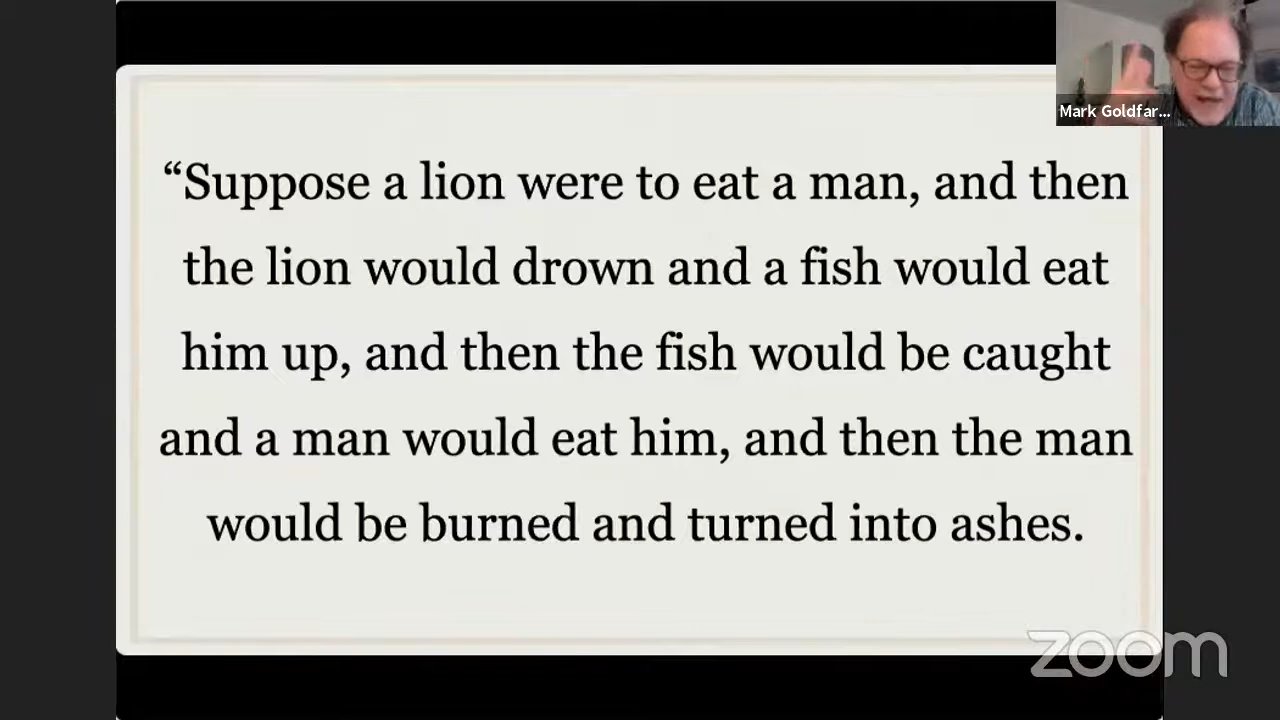 Mark Goldfar...
“Suppose a lion were to eat a man, and then
the lion would drown and a fish would eat
him up, and then the fish would be caught
and a man would eat him, and then the man
would be burned and turned into ashes.
zoom